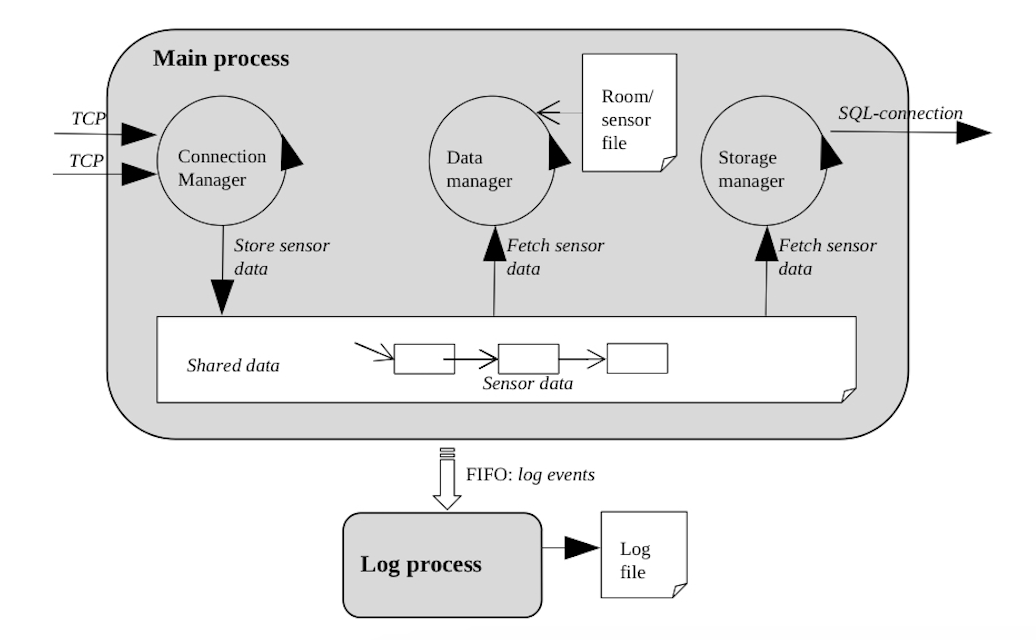 Main process
TCP
TCP
Connection
Manager
Data
manager
Room/
sensor
file
Storage
manager
SQL-connection
Store sensor
data
Fetch sensor
data
Fetch sensor
data
Shared data
Sensor data
FIFO: log events
Log process
Log
file